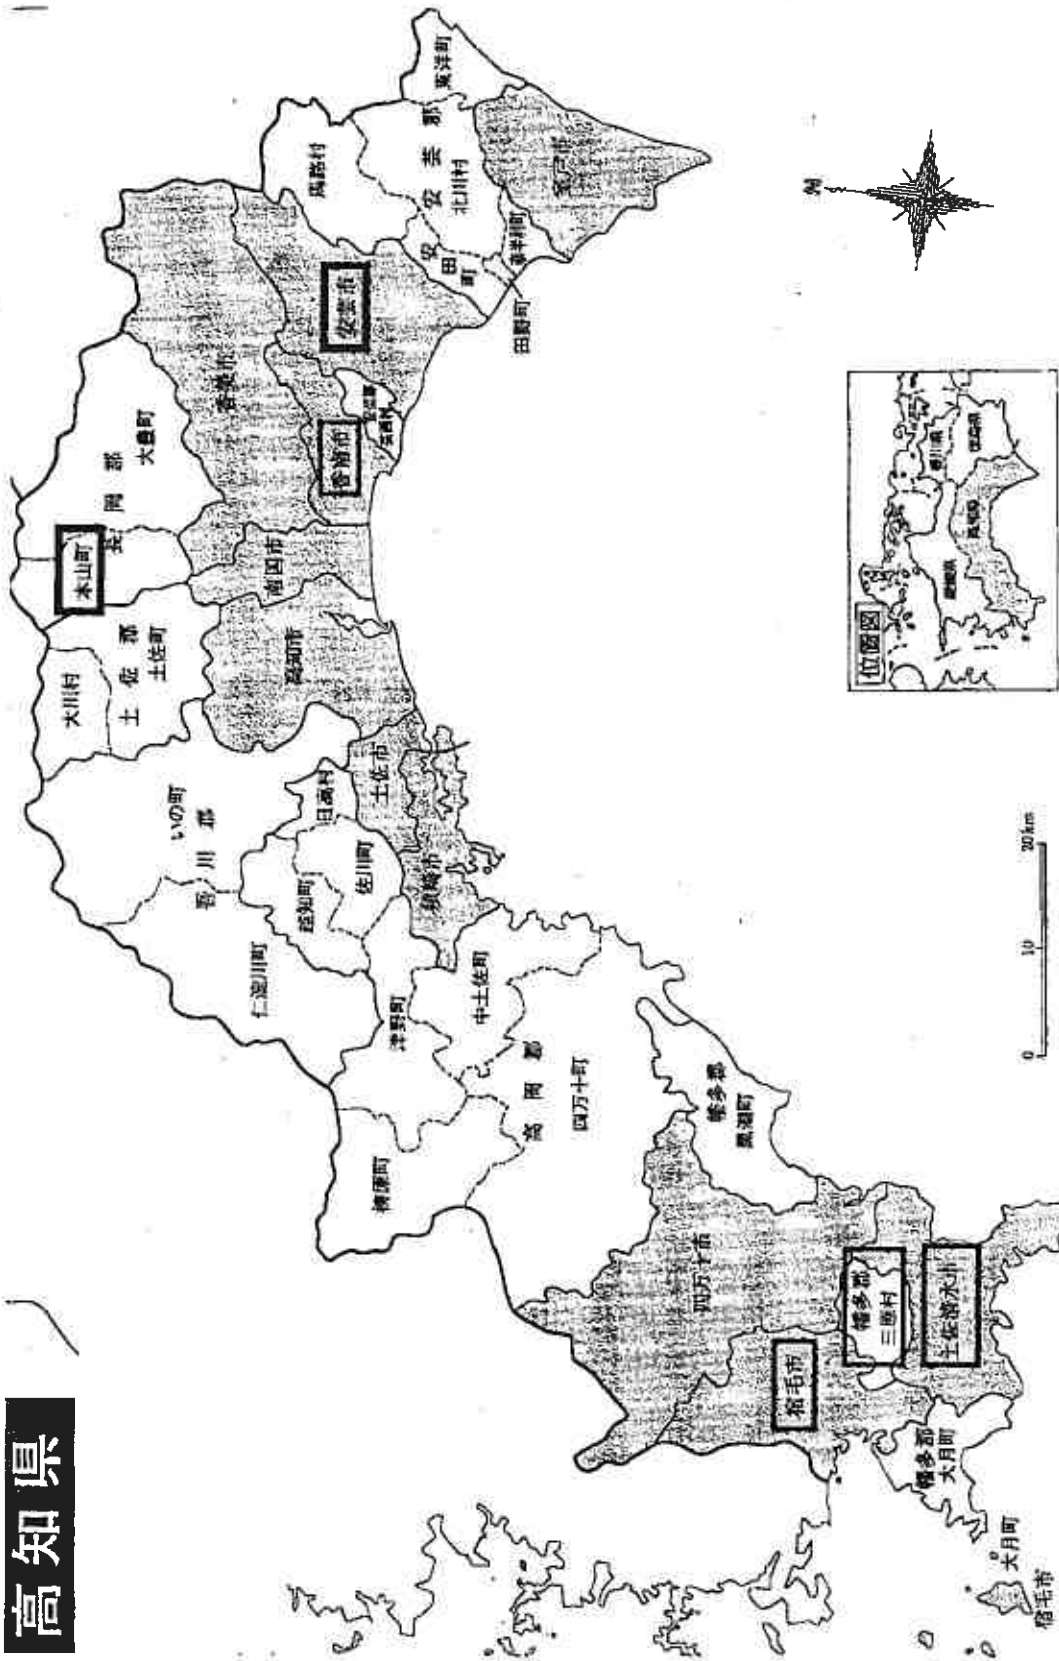 高知県
本山町
長岡郡
大豊町
大川村
土佐郡
土佐町
いの町
吾川郡
仁淀川町
越知町
佐川町
日高村
土佐市
須崎市
高知市
南国市
香美市
香南市
安芸郡
芸西村
安芸市
馬路村
安芸郡
北川村
東洋町
安田町
田野町
奈半利町
室戸市
津野町
檮原町
中土佐町
高岡郡
四万十町
幡多郡
黒潮町
四万十市
宿毛市
幡多郡
三原村
土佐清水市
幡多郡
大月町
大月町
宿毛市
0 10 20km
位置図
香川県
徳島県
高知県
愛媛県